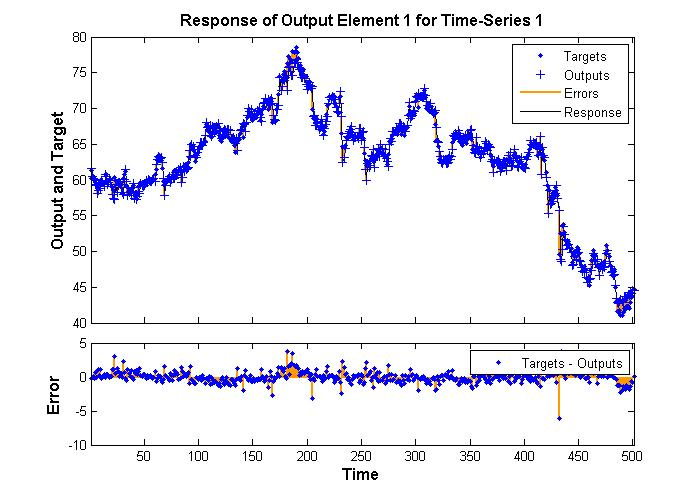 Response of Output Element 1 for Time-Series 1
80
75
70
65
60
55
50
45
40
Output and Target
Targets
Outputs
Errors
Response
5
0
-5
-10
Error
Targets - Outputs
50
100
150
200
250
300
350
400
450
500
Time